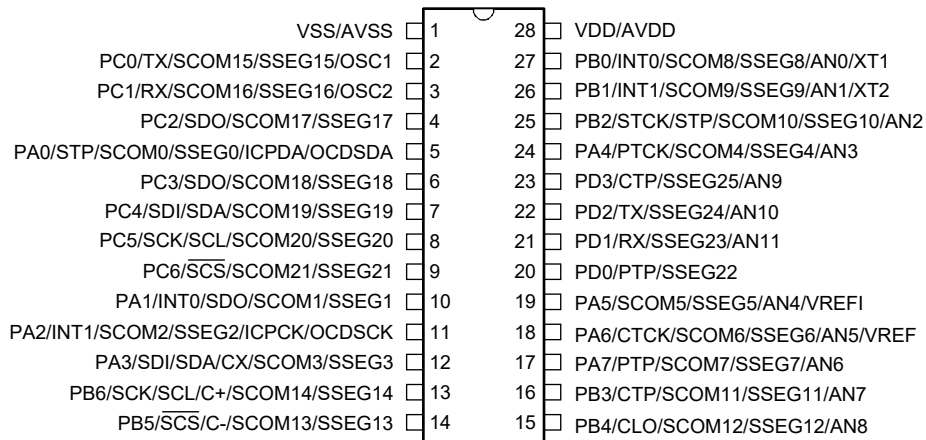 VSS/AVSS 1 28 VDD/AVDD
PC0/TX/SCOM15/SSEG15/OSC1 2 27 PB0/INT0/SCOM8/SSEG8/AN0/XT1
PC1/RX/SCOM16/SSEG16/OSC2 3 26 PB1/INT1/SCOM9/SSEG9/AN1/XT2
PC2/SDO/SCOM17/SSEG17 4 25 PB2/STCK/STP/SCOM10/SSEG10/AN2
PA0/STP/SCOM0/SSEG0/ICPDA/OCDSDA 5 24 PA4/PTCK/SCOM4/SSEG4/AN3
PC3/SDO/SCOM18/SSEG18 6 23 PD3/CTP/SSEG25/AN9
PC4/SDI/SDA/SCOM19/SSEG19 7 22 PD2/TX/SSEG24/AN10
PC5/SCK/SCL/SCOM20/SSEG20 8 21 PD1/RX/SSEG23/AN11
PC6/S̅C̅S̅/SCOM21/SSEG21 9 20 PD0/PTP/SSEG22
PA1/INT0/SDO/SCOM1/SSEG1 10 19 PA5/SCOM5/SSEG5/AN4/VREFI
PA2/INT1/SCOM2/SSEG2/ICPCK/OCDSCK 11 18 PA6/CTCK/SCOM6/SSEG6/AN5/VREF
PA3/SDI/SDA/CX/SCOM3/SSEG3 12 17 PA7/PTP/SCOM7/SSEG7/AN6
PB6/SCK/SCL/C+/SCOM14/SSEG14 13 16 PB3/CTP/SCOM11/SSEG11/AN7
PB5/S̅C̅S̅/C-/SCOM13/SSEG13 14 15 PB4/CLO/SCOM12/SSEG12/AN8